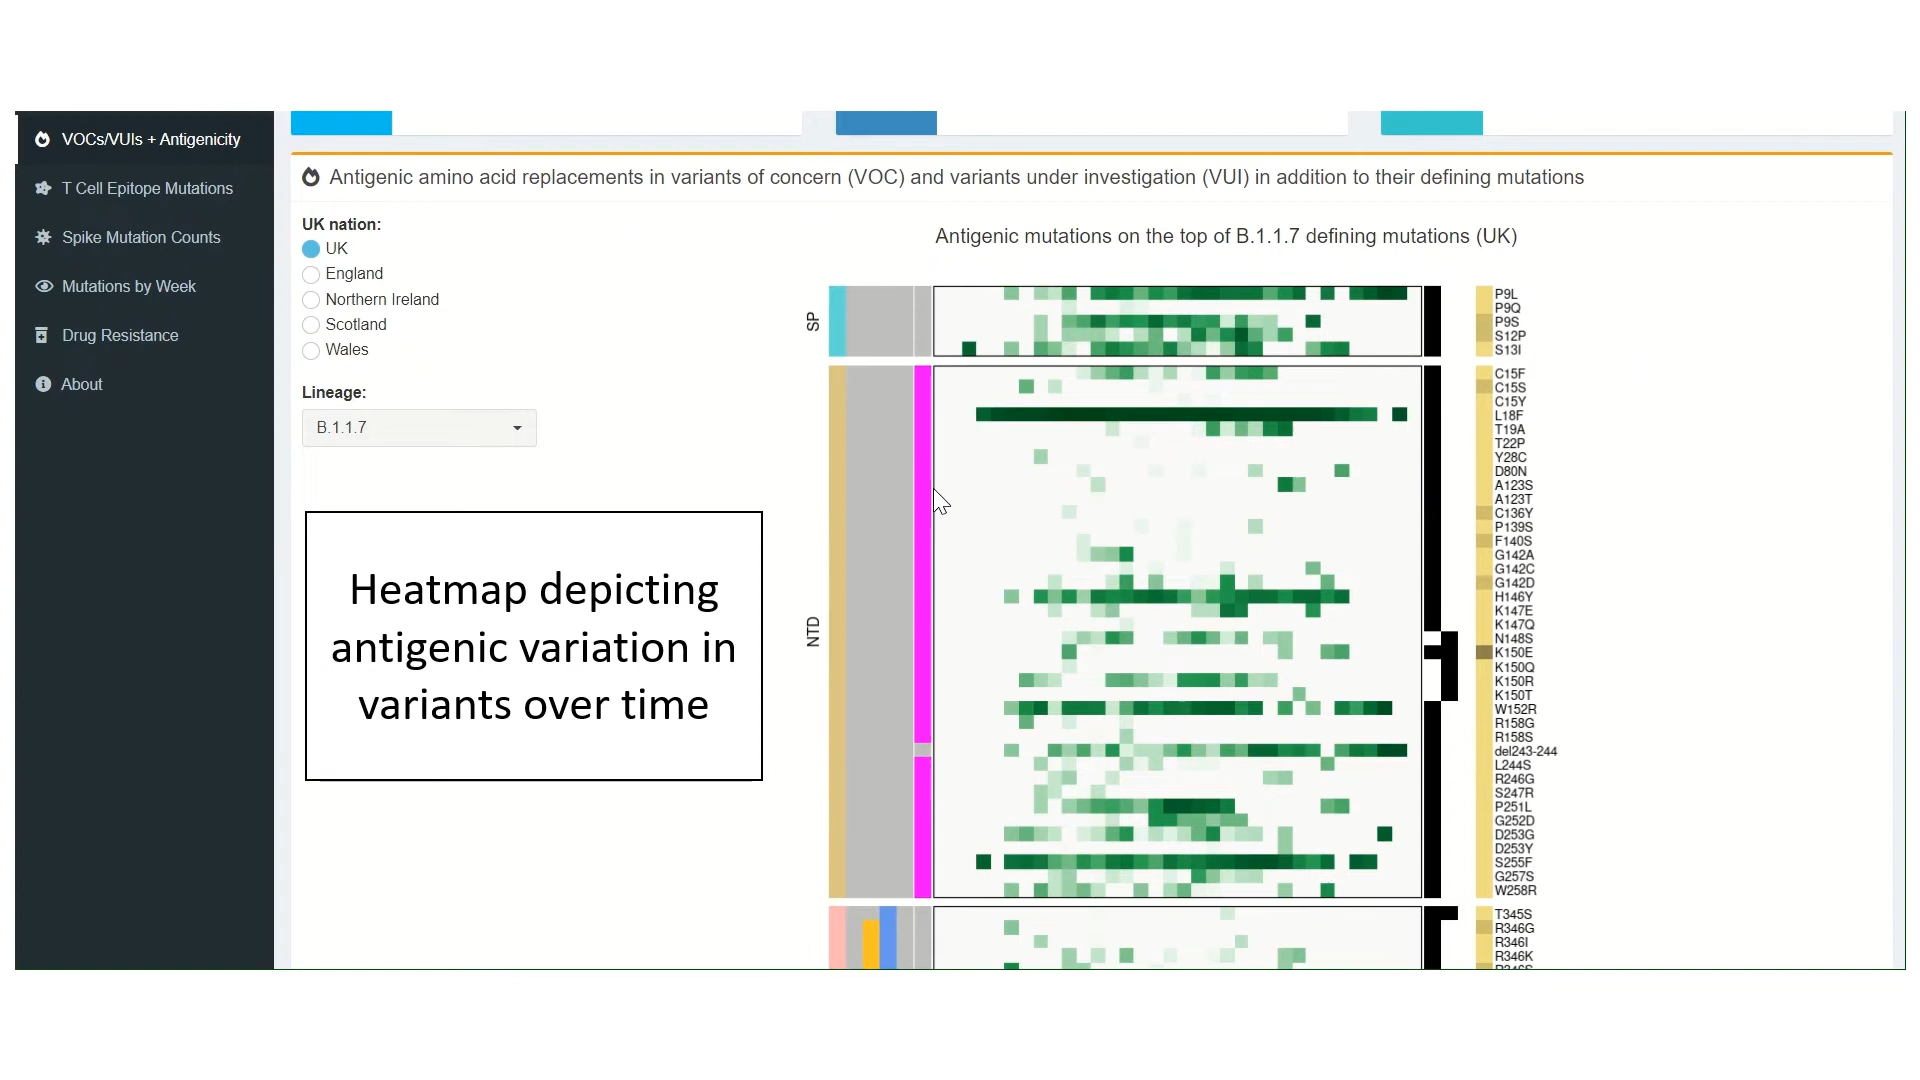 VOCs/VUIs + Antigenicity
T Cell Epitope Mutations
Spike Mutation Counts
Mutations by Week
Drug Resistance
About
Antigenic amino acid replacements in variants of concern (VOC) and variants under investigation (VUI) in addition to their defining mutations
UK nation:
UK
England
Northern Ireland
Scotland
Wales
Lineage:
B.1.1.7
Heatmap depicting
antigenic variation in
variants over time
Antigenic mutations on the top of B.1.1.7 defining mutations (UK)
SP
P9L
P9Q
P9S
S12P
S13I
NTD
C15F
C15S
C15Y
L18F
T19A
T22P
Y28C
D80N
A123S
A123T
C136Y
P139S
F140S
G142A
G142C
G142D
H146Y
K147E
K147Q
N148S
K150E
K150Q
K150R
K150T
W152R
R158G
R158S
del243-244
L244S
R246G
S247R
P251L
G252D
D253G
D253Y
S255F
G257S
W258R
T345S
R346G
R346I
R346K